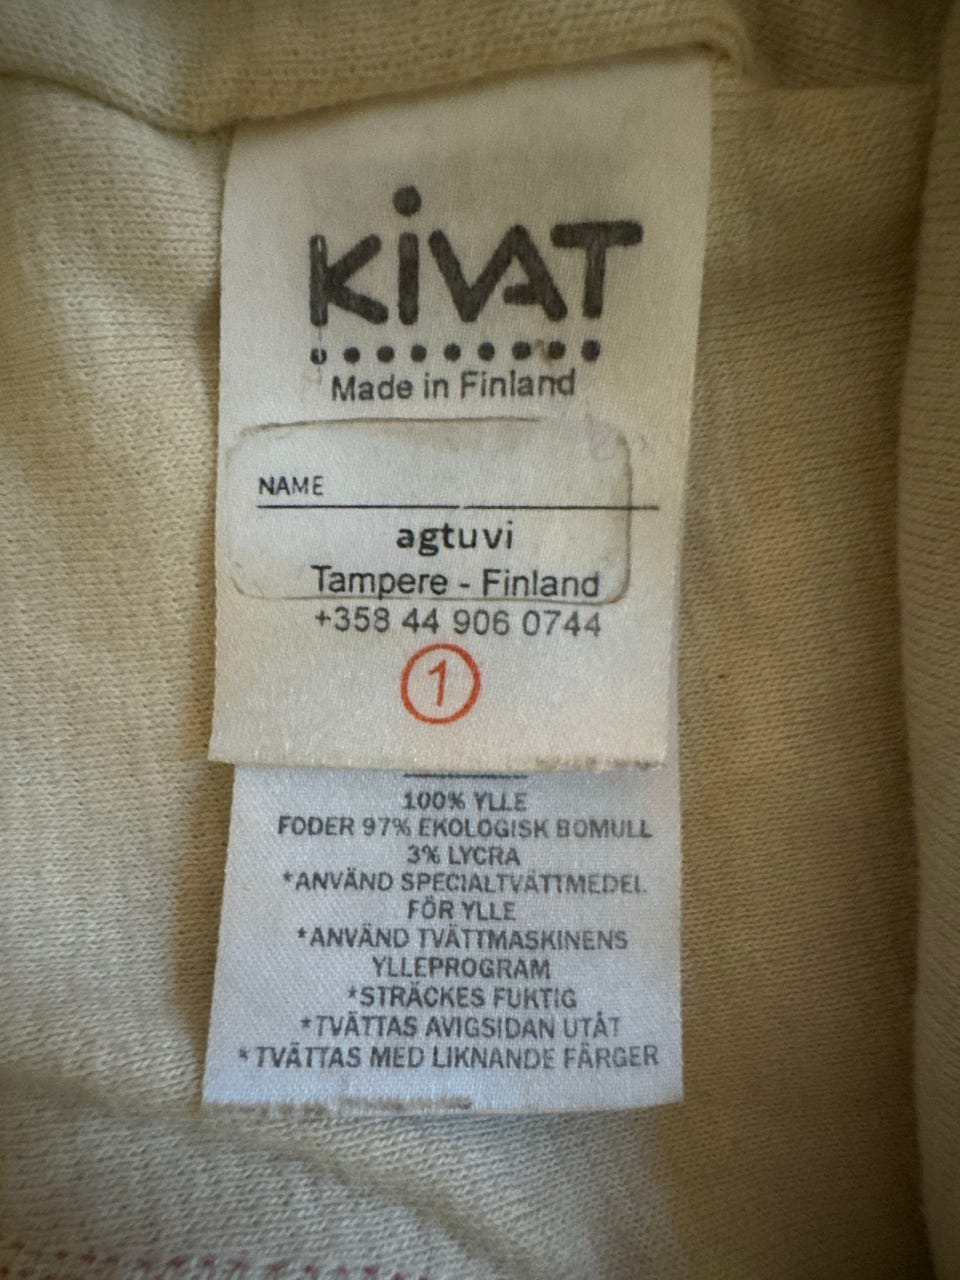 KiVAT
Made in Finland
NAME
agtuvi
Tampere - Finland
+358 44 906 0744
1
100% YLLE
FODER 97% EKOLOGISK BOMULL
3% LYCRA
*ANVÄND SPECIALTVÄTTMEDEL
FÖR YLLE
*ANVÄND TVÄTTMASKINENS
YLLEPROGRAM
*STRÄCKES FUKTIG
*TVÄTTAS AVIGSIDAN UTÅT
*TVÄTTAS MED LIKNANDE FÄRGER